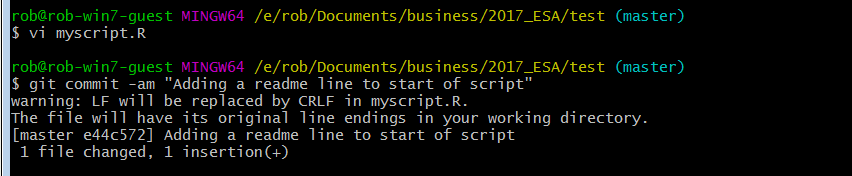 rob@rob-win7-guest MINGW64 /e/rob/Documents/business/2017_ESA/test (master)
$ vi myscript.R
rob@rob-win7-guest MINGW64 /e/rob/Documents/business/2017_ESA/test (master)
$ git commit -am "Adding a readme line to start of script"
warning: LF will be replaced by CRLF in myscript.R.
The file will have its original line endings in your working directory.
[master e44c572] Adding a readme line to start of script
 1 file changed, 1 insertion(+)